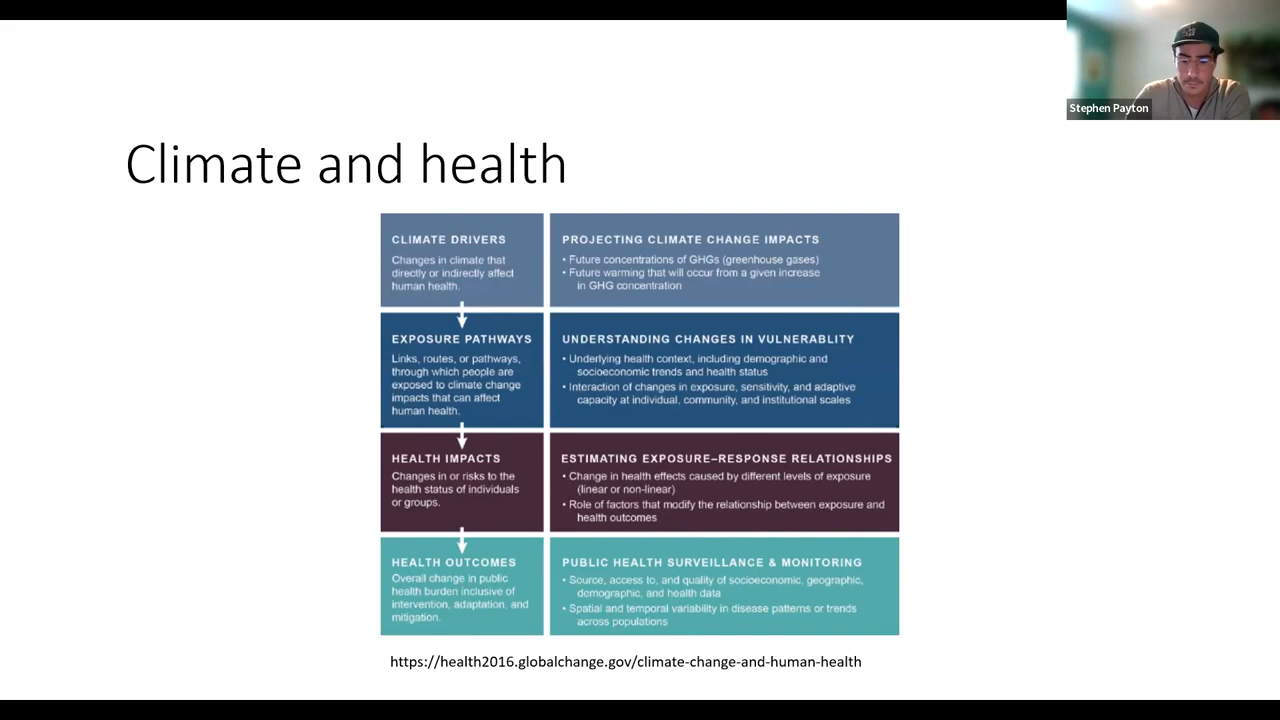 Stephen Payton
Climate and health
CLIMATE DRIVERS
Changes in climate that
directly or indirectly affect
human health.
PROJECTING CLIMATE CHANGE IMPACTS
• Future concentrations of GHGs (greenhouse gases)
• Future warming that will occur from a given increase
in GHG concentration
EXPOSURE PATHWAYS
Links, routes, or pathways,
through which people are
exposed to climate change
impacts that can affect
human health.
UNDERSTANDING CHANGES IN VULNERABLITY
• Underlying health context, including demographic and
socioeconomic trends and health status
• Interaction of changes in exposure, sensitivity, and adaptive
capacity at individual, community, and institutional scales
HEALTH IMPACTS
Changes in or risks to the
health status of individuals
or groups.
ESTIMATING EXPOSURE–RESPONSE RELATIONSHIPS
• Change in health effects caused by different levels of exposure
(linear or non-linear)
• Role of factors that modify the relationship between exposure and
health outcomes
HEALTH OUTCOMES
Overall change in public
health burden inclusive of
intervention, adaptation, and
mitigation.
PUBLIC HEALTH SURVEILLANCE & MONITORING
• Source, access to, and quality of socioeconomic, geographic,
demographic, and health data
• Spatial and temporal variability in disease patterns or trends
across populations
https://health2016.globalchange.gov/climate-change-and-human-health